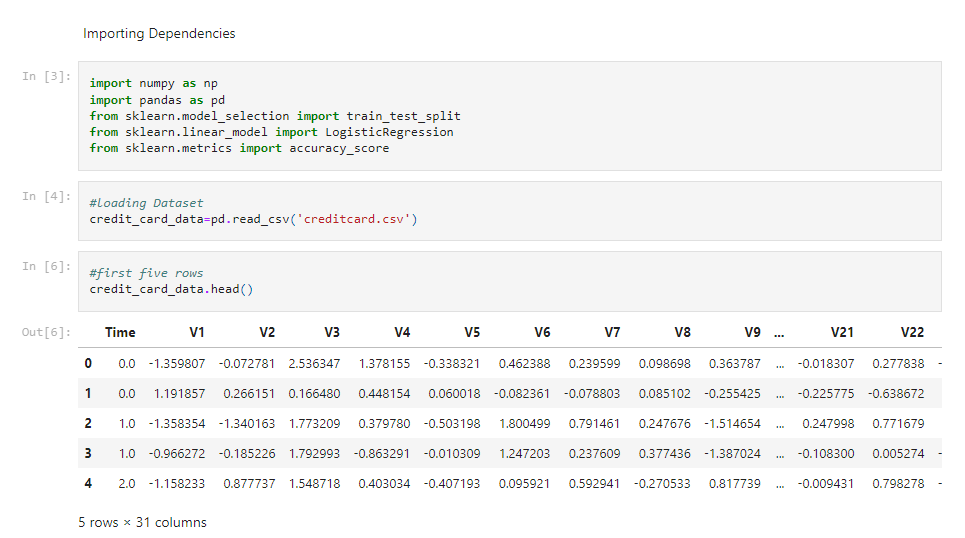 Importing Dependencies
In [3]:
import numpy as np
import pandas as pd
from sklearn.model_selection import train_test_split
from sklearn.linear_model import LogisticRegression
from sklearn.metrics import accuracy_score
In [4]:
#loading Dataset
credit_card_data=pd.read_csv('creditcard.csv')
In [6]:
#first five rows
credit_card_data.head()
Out[6]:
Time V1 V2 V3 V4 V5 V6 V7 V8 V9 ... V21 V22
0 0.0 -1.359807 -0.072781 2.536347 1.378155 -0.338321 0.462388 0.239599 0.098698 0.363787 ... -0.018307 0.277838 -
1 0.0 1.191857 0.266151 0.166480 0.448154 0.060018 -0.082361 -0.078803 0.085102 -0.255425 ... -0.225775 -0.638672
2 1.0 -1.358354 -1.340163 1.773209 0.379780 -0.503198 1.800499 0.791461 0.247676 -1.514654 ... 0.247998 0.771679
3 1.0 -0.966272 -0.185226 1.792993 -0.863291 -0.010309 1.247203 0.237609 0.377436 -1.387024 ... -0.108300 0.005274 -
4 2.0 -1.158233 0.877737 1.548718 0.403034 -0.407193 0.095921 0.592941 -0.270533 0.817739 ... -0.009431 0.798278 -
5 rows × 31 columns